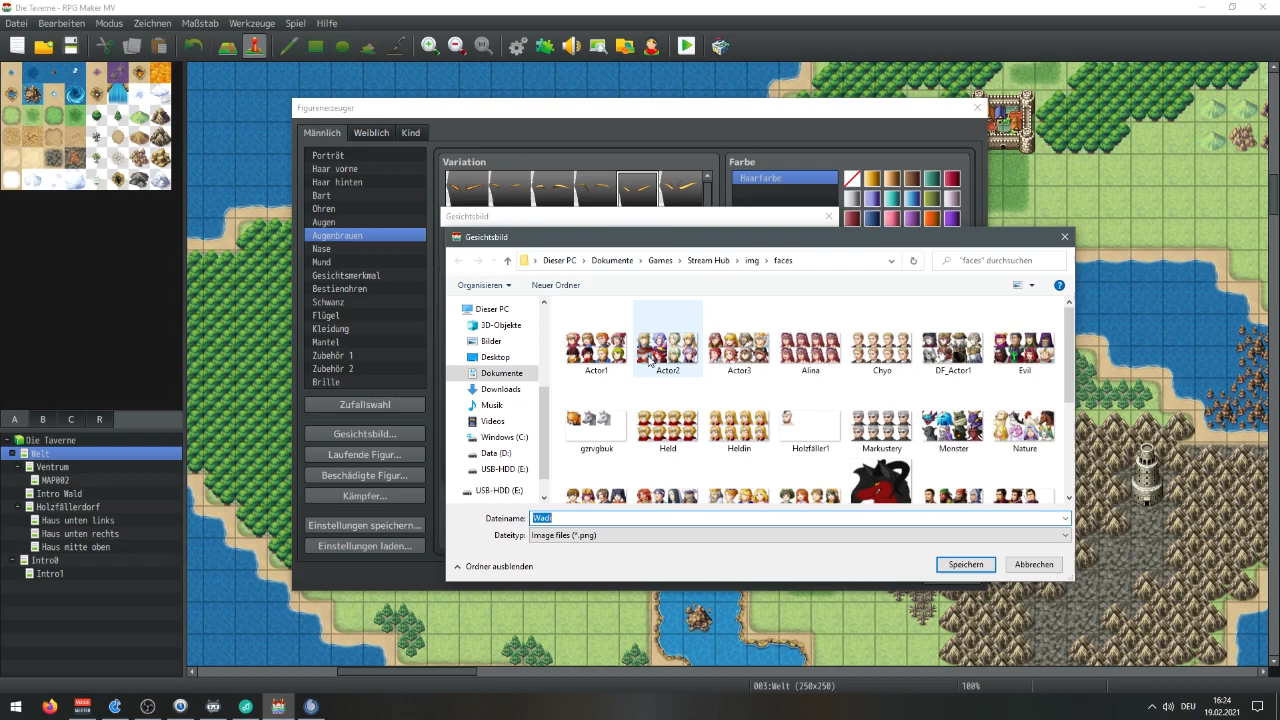 Die Taverne - RPG Maker MV
Datei Bearbeiten Modus Zeichnen Maßstab Werkzeuge Spiel Hilfe
Figurenerzeuger
Männlich Weiblich Kind
Porträt
Haar vorne
Haar hinten
Bart
Ohren
Augen
Augenbrauen
Nase
Mund
Gesichtsmerkmal
Bestienohren
Schwanz
Flügel
Kleidung
Mantel
Zubehör 1
Zubehör 2
Brille
Zufallswahl
Gesichtsbild...
Laufende Figur...
Beschädigte Figur...
Kämpfer...
Einstellungen speichern...
Einstellungen laden...
Variation
Farbe
Haarfarbe
Gesichtsbild
Gesichtsbild
Dieser PC Dokumente Games Stream Hub img faces
"faces" durchsuchen
Organisieren Neuer Ordner
Dieser PC
3D-Objekte
Bilder
Desktop
Dokumente
Downloads
Musik
Videos
Windows (C:)
Data (D:)
USB-HDD (E:)
USB-HDD (E:)
Actor1 Actor2 Actor3 Alina Chyo DF_Actor1 Evil
gzrvgbuk Held Heldin Holzfäller1 Markustery Monster Nature
Dateiname: Wadi
Dateityp: Image files (*.png)
Ordner ausblenden
Speichern Abbrechen
A B C R
Die Taverne
Welt
Ventrum
MAP002
Intro Wald
Holzfällerdorf
Haus unten links
Haus unten rechts
Haus mitte oben
Intro0
Intro1
003:Welt (250x250) 100%
DEU
16:24
19.02.2021